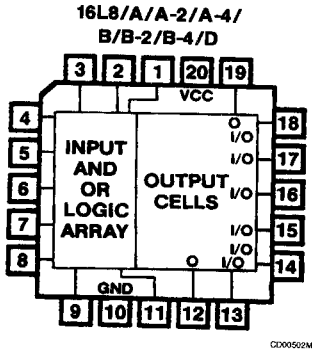 16L8/A/A-2/A-4/
B/B-2/B-4/D
3 2 1 20 19
VCC
4 O 18
I/O
5 INPUT 17
AND I/O
6 OR OUTPUT I/O 16
LOGIC CELLS
7 ARRAY I/O 15
I/O
8 O I/O 14
GND
9 10 11 12 13
CD00502M